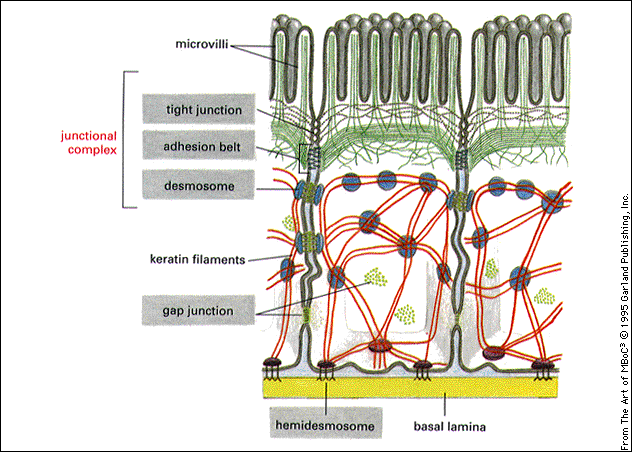 microvilli
tight junction
junctional
complex
adhesion belt
desmosome
keratin filaments
gap junction
hemidesmosome
basal lamina
From The Art of MBoC³ © 1995 Garland Publishing, Inc.